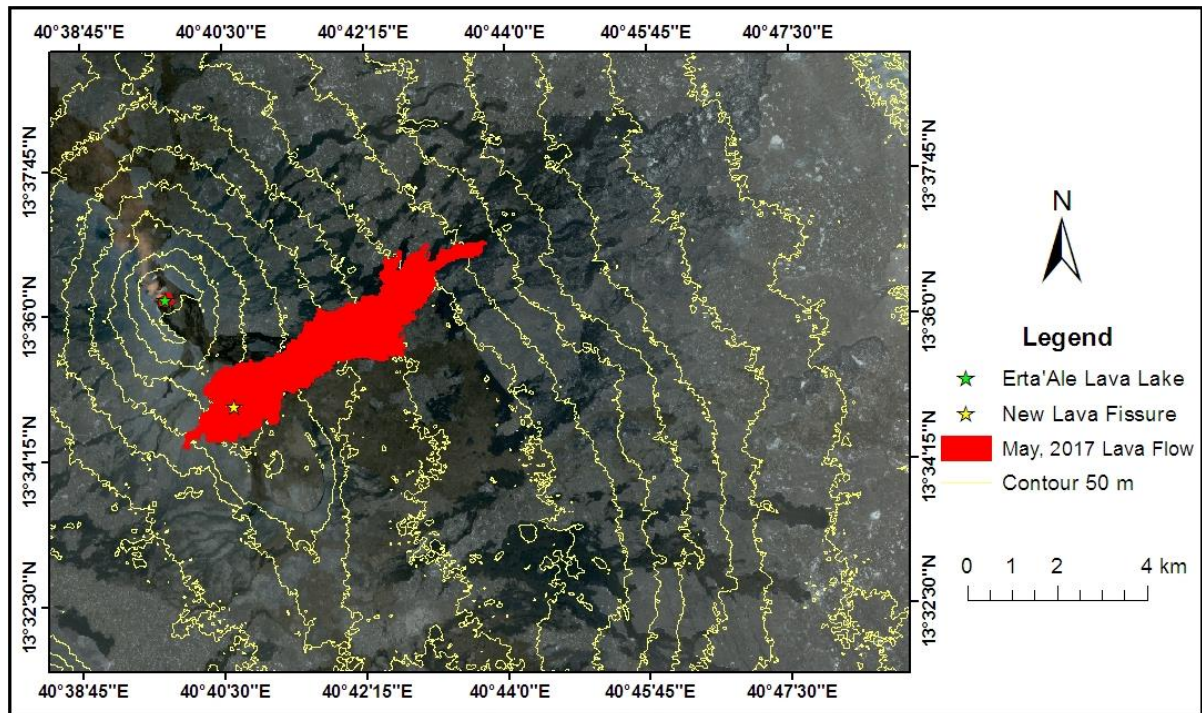 40°38'45"E 40°40'30"E 40°42'15"E 40°44'0"E 40°45'45"E 40°47'30"E
13°37'45"N
13°36'0"N
13°34'15"N
13°32'30"N
13°37'45"N
13°36'0"N
13°34'15"N
13°32'30"N
40°38'45"E 40°40'30"E 40°42'15"E 40°44'0"E 40°45'45"E 40°47'30"E
N
Legend
Erta'Ale Lava Lake
New Lava Fissure
May, 2017 Lava Flow
Contour 50 m
0 1 2 4 km